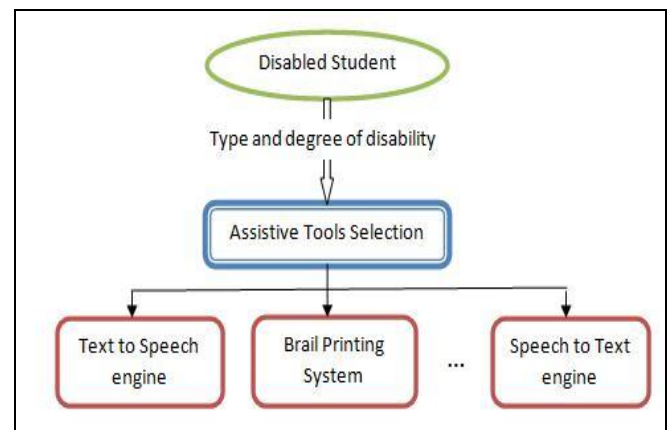 Disabled Student
Type and degree of disability
Assistive Tools Selection
Text to Speech
engine
Brail Printing
System
...
Speech to Text
engine